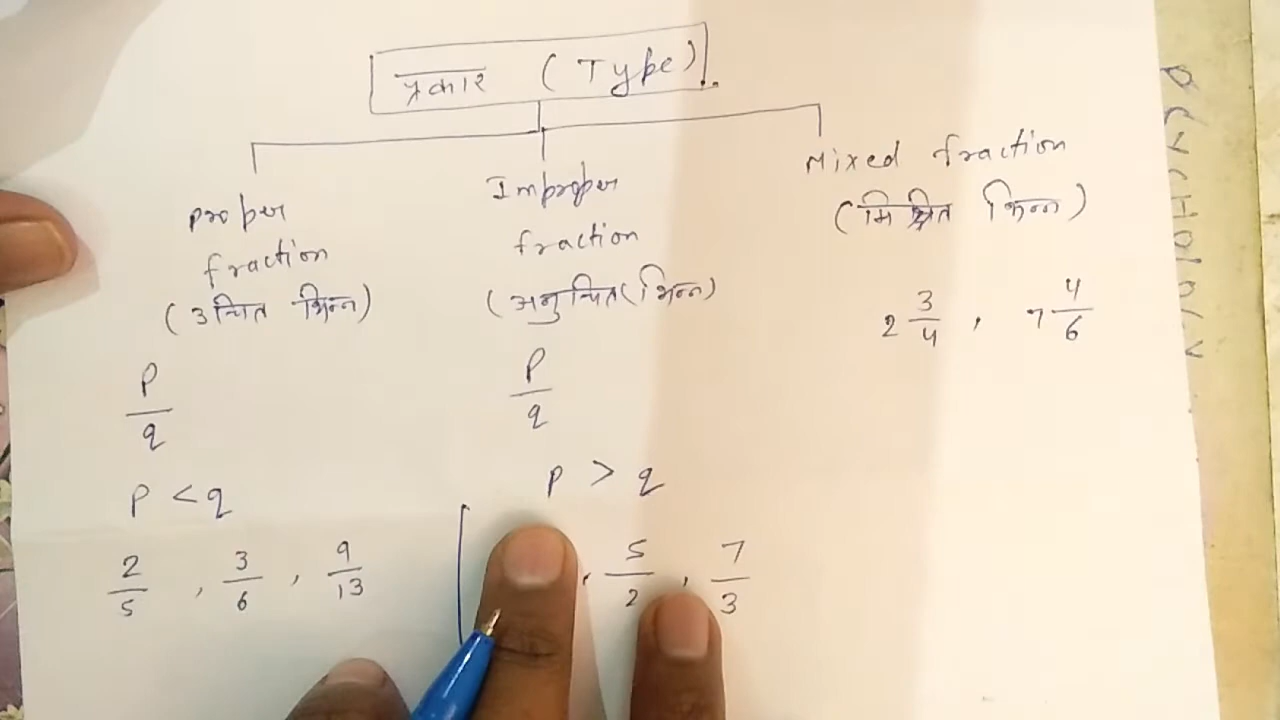 प्रकार (Type)
Proper
fraction
(उचित भिन्न)
P/q
P < q
2/5 , 3/6 , 9/13
Improper
fraction
(अनुचित (भिन्न)
P/q
P > q
, 5/2 , 7/3
Mixed fraction
(मिश्रित भिन्न)
2 3/4 , 7 4/6
PSYCHOLOGY